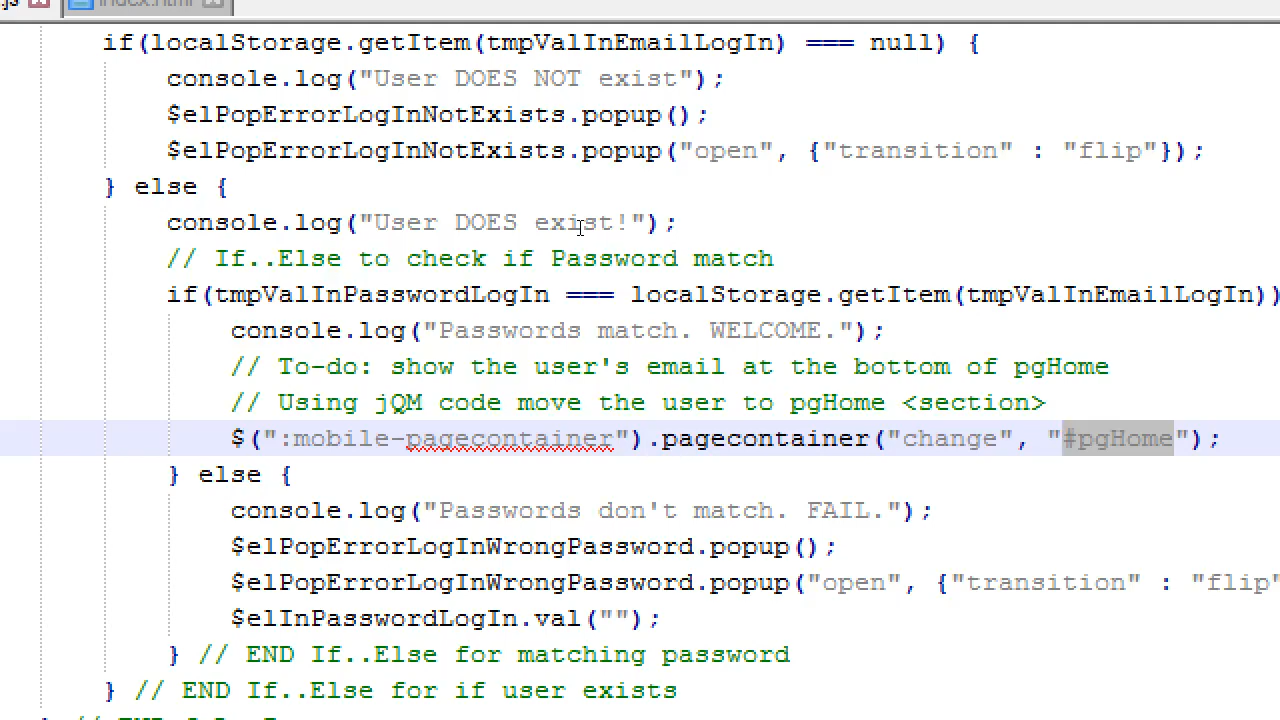 .js index.html
if(localStorage.getItem(tmpValInEmailLogIn) === null) {
console.log("User DOES NOT exist");
$elPopErrorLogInNotExists.popup();
$elPopErrorLogInNotExists.popup("open", {"transition" : "flip"});
} else {
console.log("User DOES exist!");
// If..Else to check if Password match
if(tmpValInPasswordLogIn === localStorage.getItem(tmpValInEmailLogIn))
console.log("Passwords match. WELCOME.");
// To-do: show the user's email at the bottom of pgHome
// Using jQM code move the user to pgHome <section>
$(":mobile-pagecontainer").pagecontainer("change", "#pgHome");
} else {
console.log("Passwords don't match. FAIL.");
$elPopErrorLogInWrongPassword.popup();
$elPopErrorLogInWrongPassword.popup("open", {"transition" : "flip"
$elInPasswordLogIn.val("");
} // END If..Else for matching password
} // END If..Else for if user exists